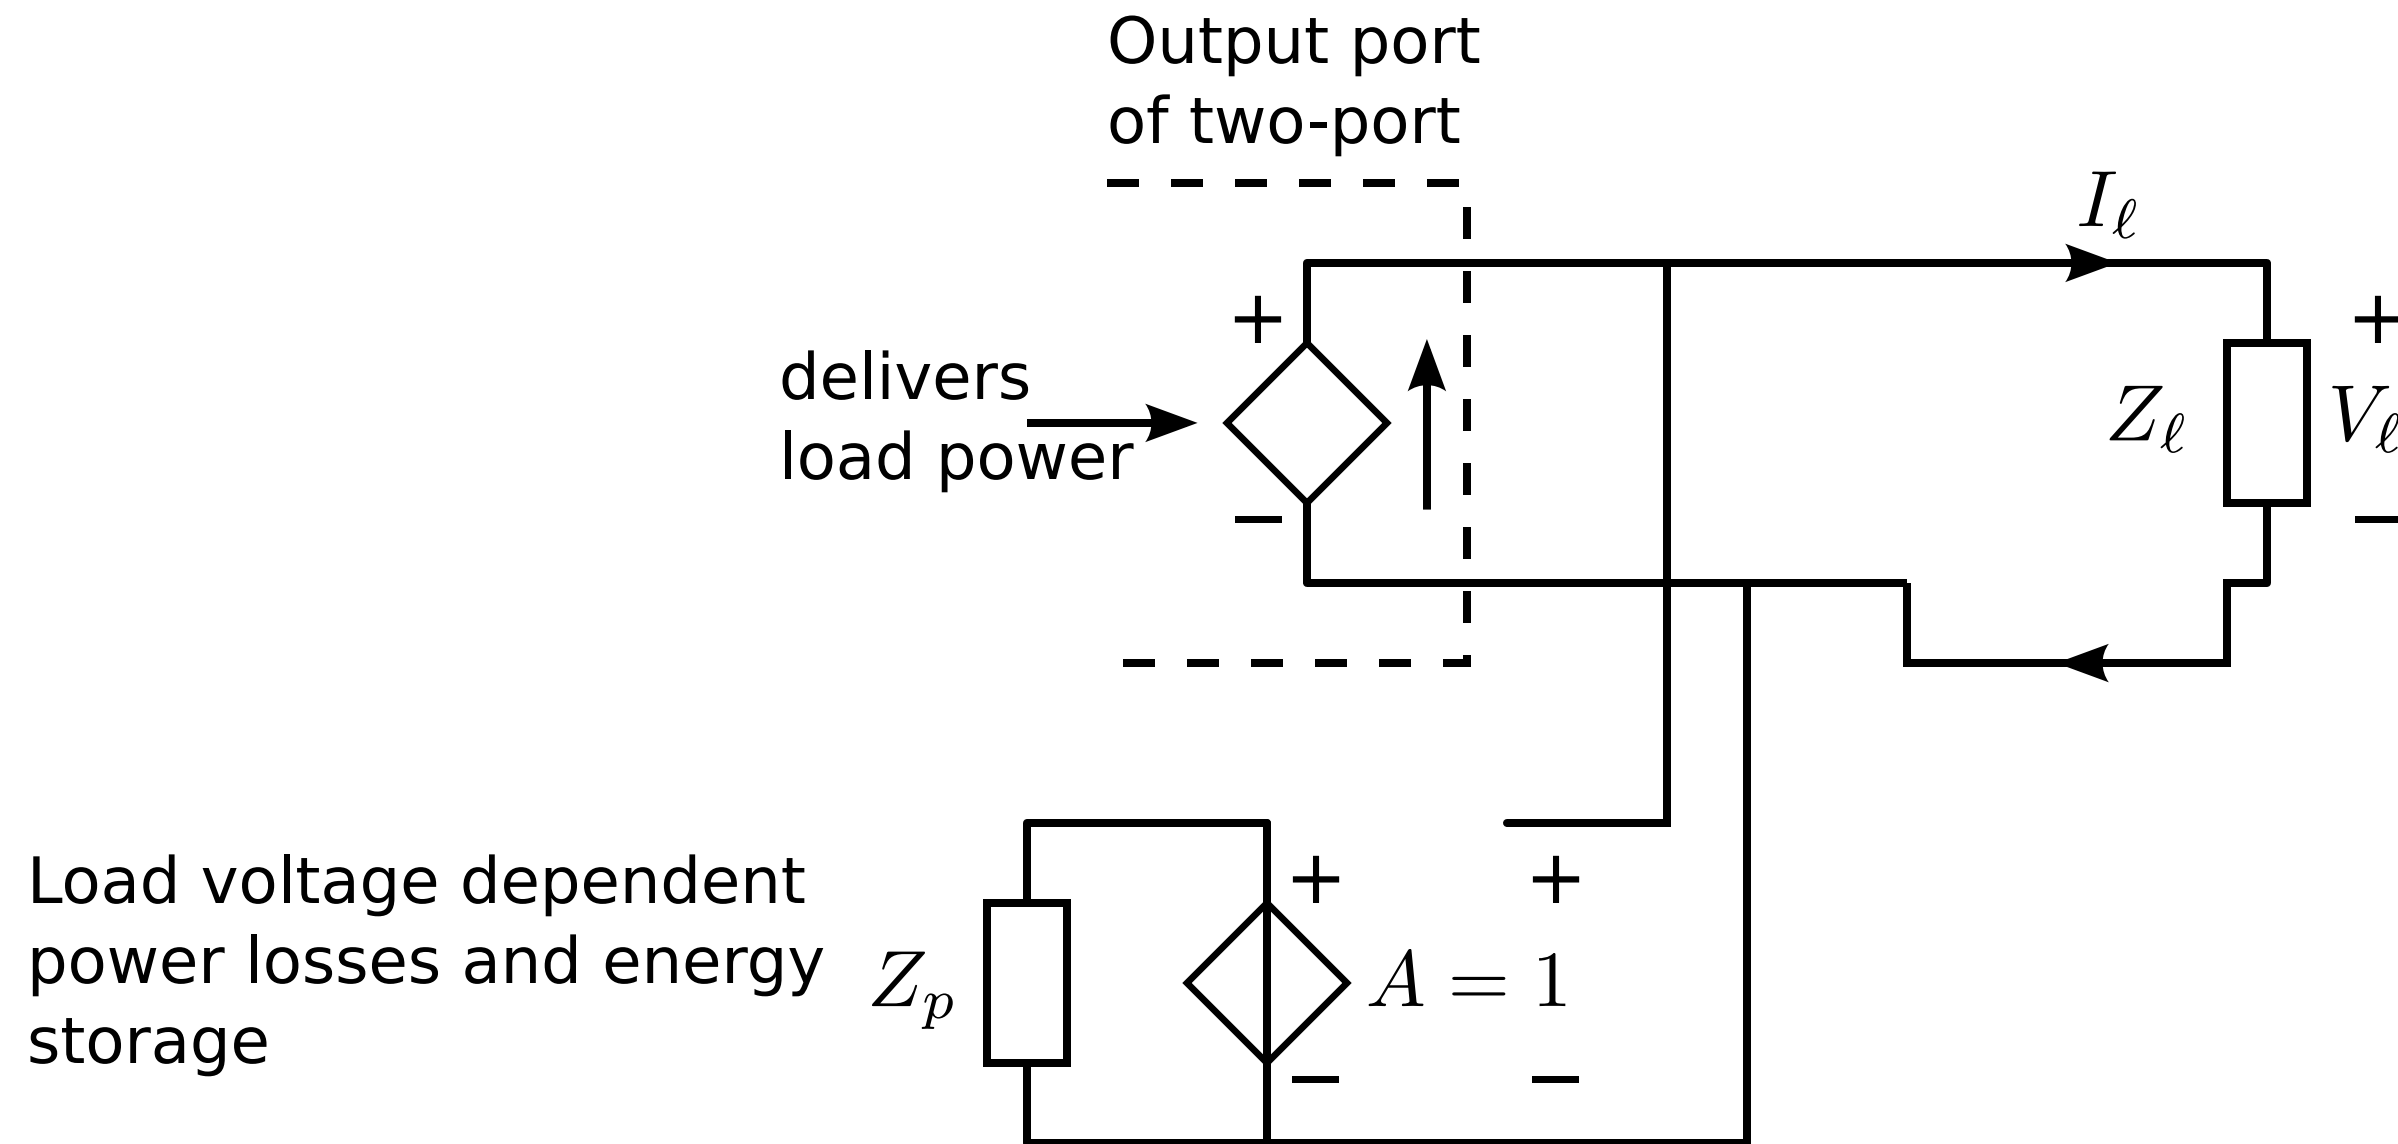 Output port
of two-port
I_ℓ
+
+
delivers
load power
Z_ℓ
V_ℓ
−
−
Load voltage dependent
power losses and energy
storage
+
+
Z_p
A = 1
−
−